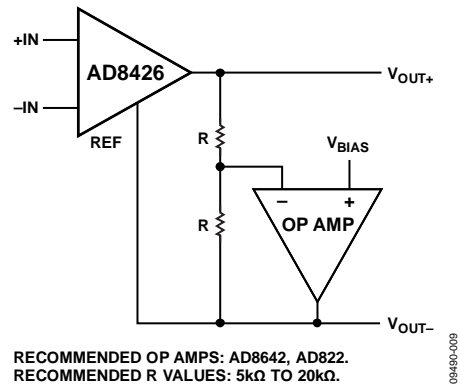 +IN
AD8426
VOUT+
–IN
REF
R
VBIAS
– +
OP AMP
R
VOUT–
RECOMMENDED OP AMPS: AD8642, AD822.
RECOMMENDED R VALUES: 5kΩ TO 20kΩ.
09490-009